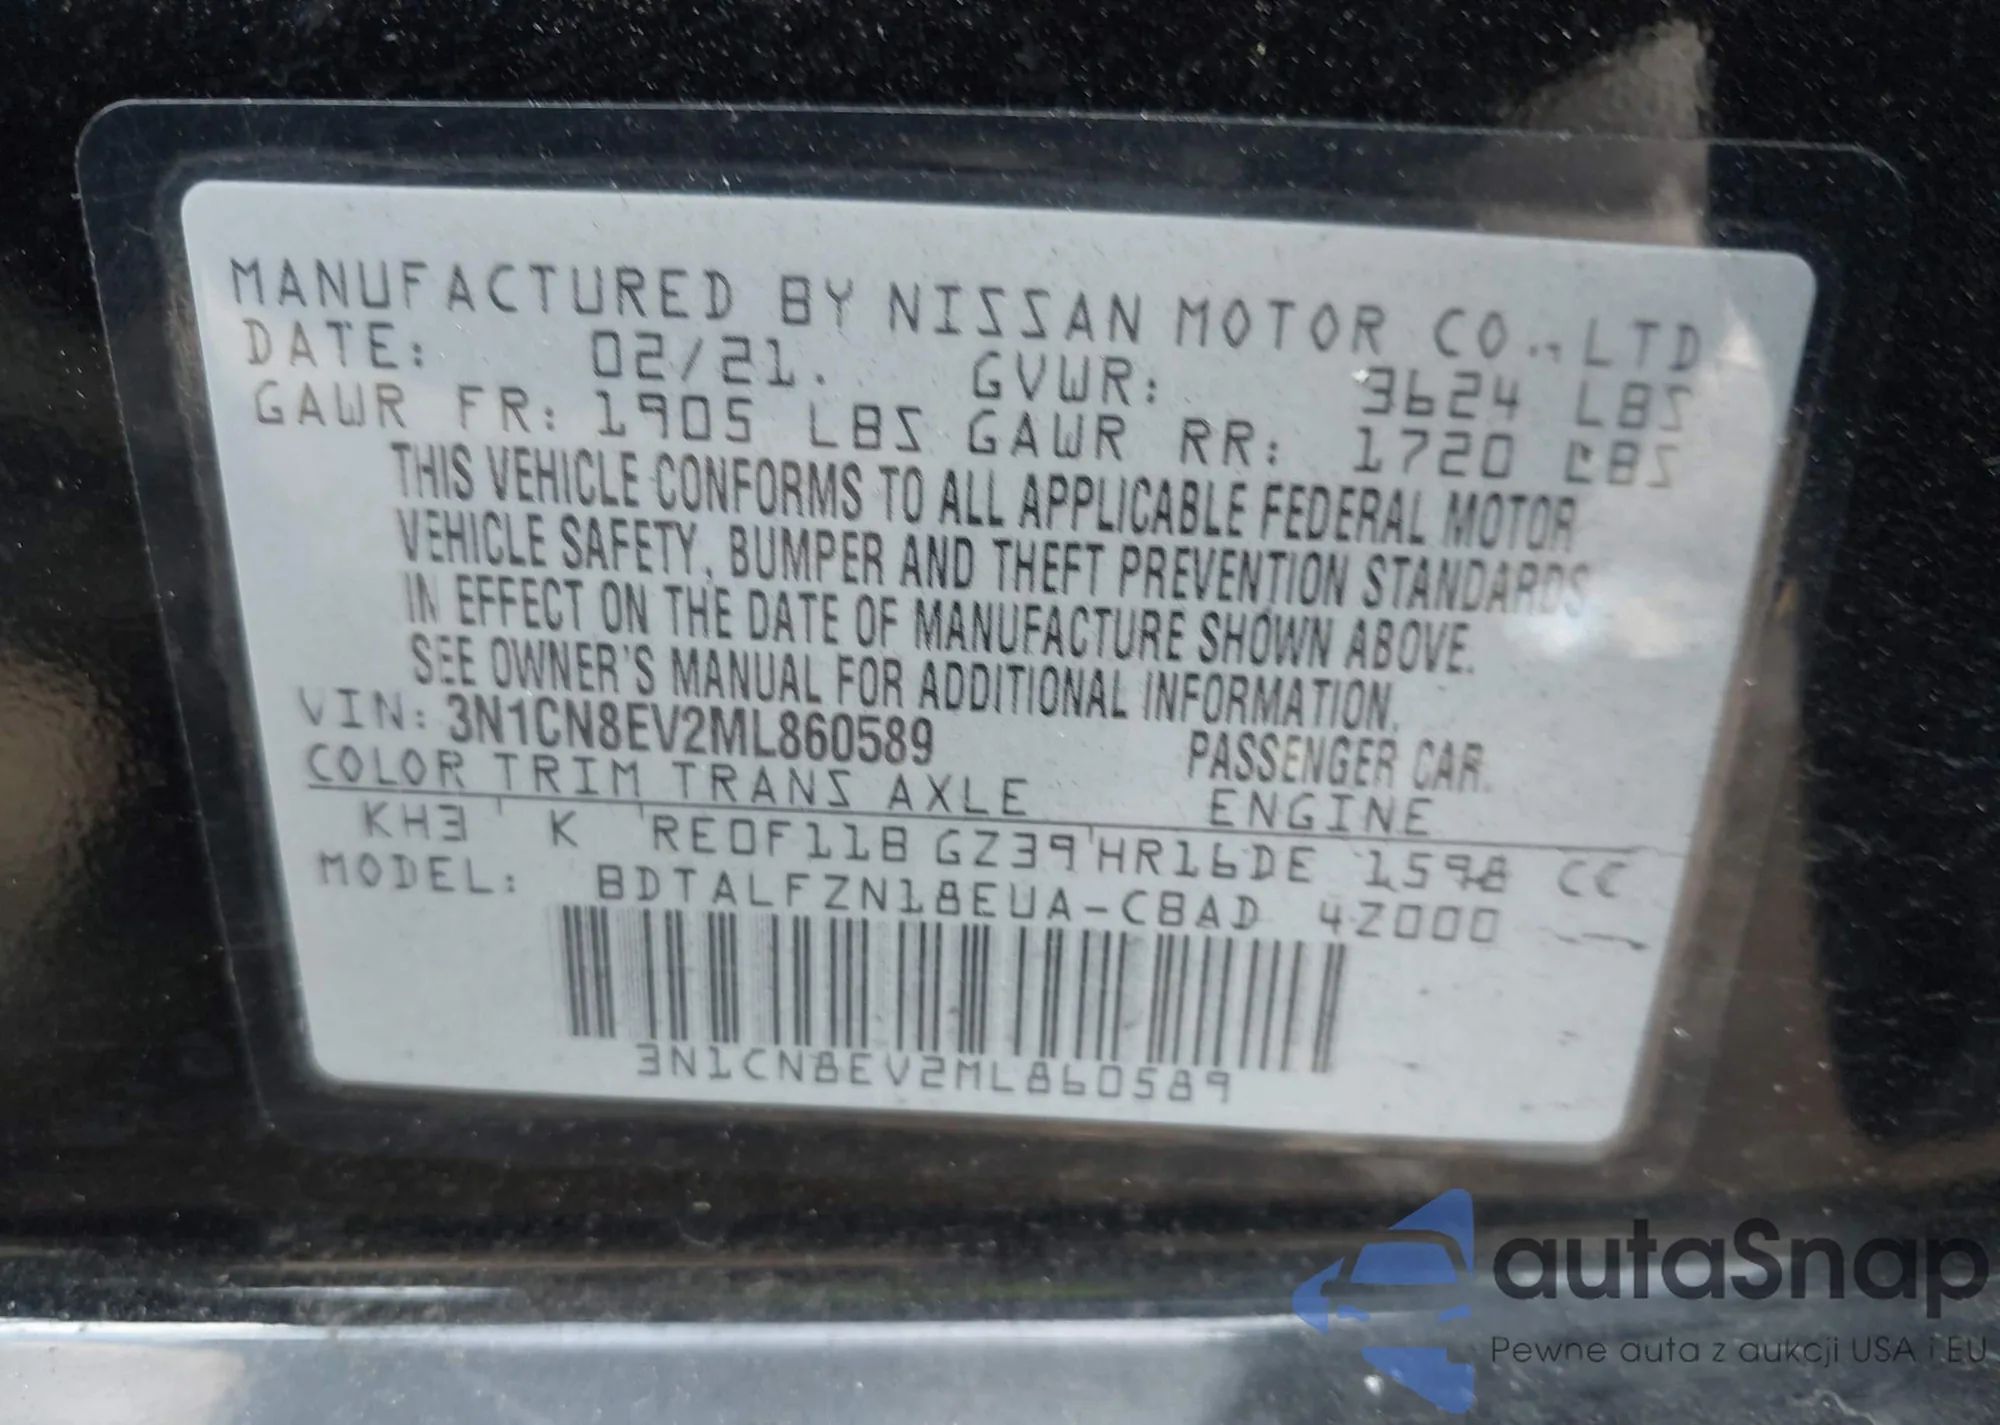 MANUFACTURED BY NISSAN MOTOR CO., LTD
DATE: 02/21. GVWR: 3624 LBS
GAWR FR: 1905 LBS GAWR RR: 1720 LBS
THIS VEHICLE CONFORMS TO ALL APPLICABLE FEDERAL MOTOR
VEHICLE SAFETY, BUMPER AND THEFT PREVENTION STANDARDS
IN EFFECT ON THE DATE OF MANUFACTURE SHOWN ABOVE.
SEE OWNER'S MANUAL FOR ADDITIONAL INFORMATION.
VIN: 3N1CN8EV2ML860589 PASSENGER CAR.
COLOR TRIM TRANS AXLE ENGINE
KH3 K RE0F11B GZ39 HR16DE 1598 CC
MODEL: BDTALFZN18EUA-CBAD 4Z000
3N1CN8EV2ML860589
autaSnap
Pewne auta z aukcji USA i EU